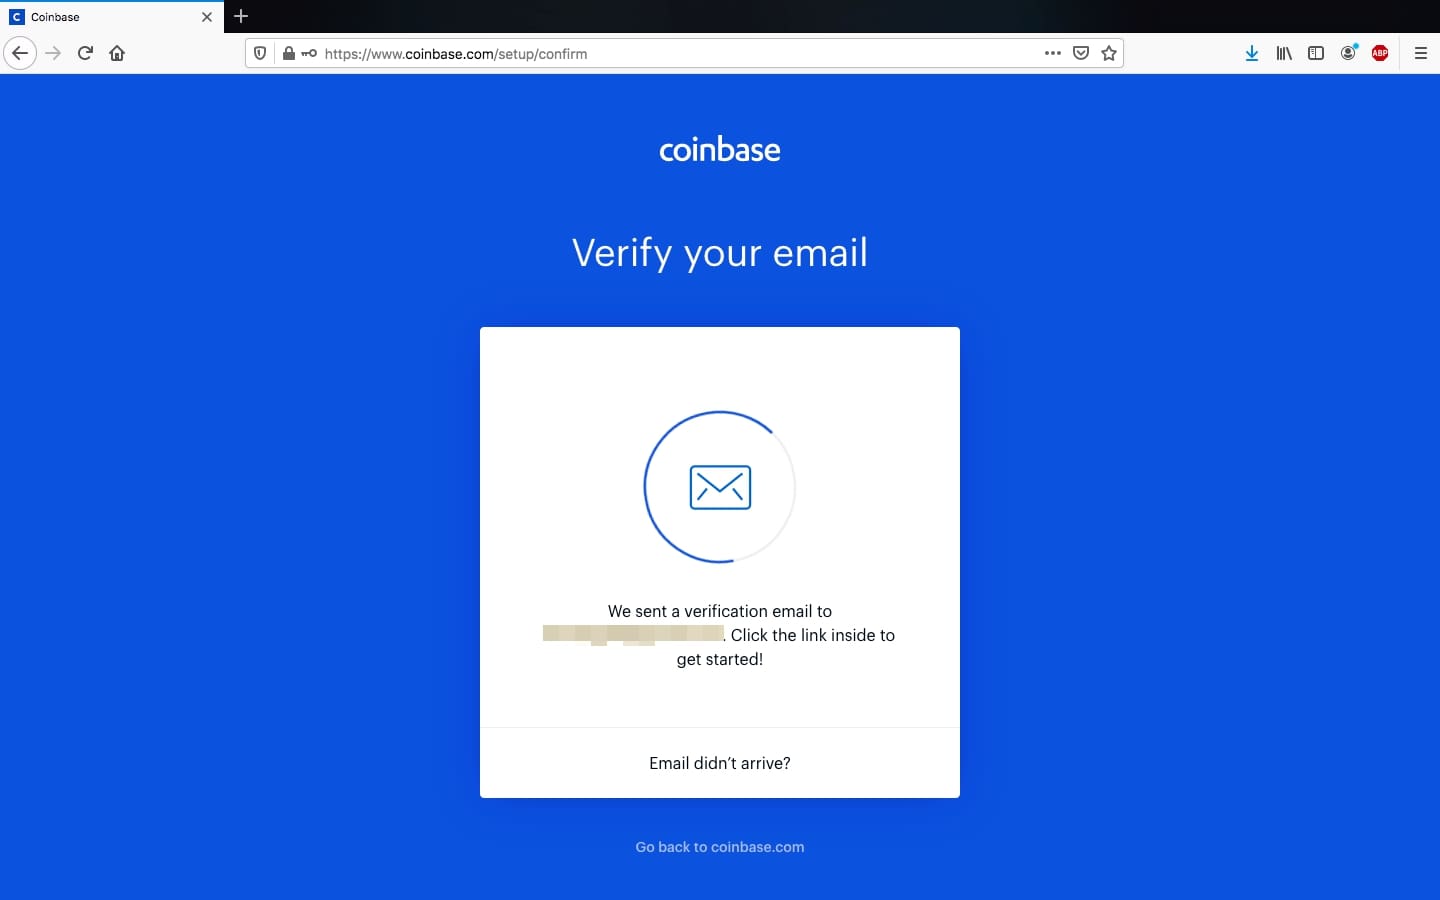 Coinbase
https://www.coinbase.com/setup/confirm
ABP
coinbase
Verify your email
We sent a verification email to
. Click the link inside to
get started!
Email didn’t arrive?
Go back to coinbase.com